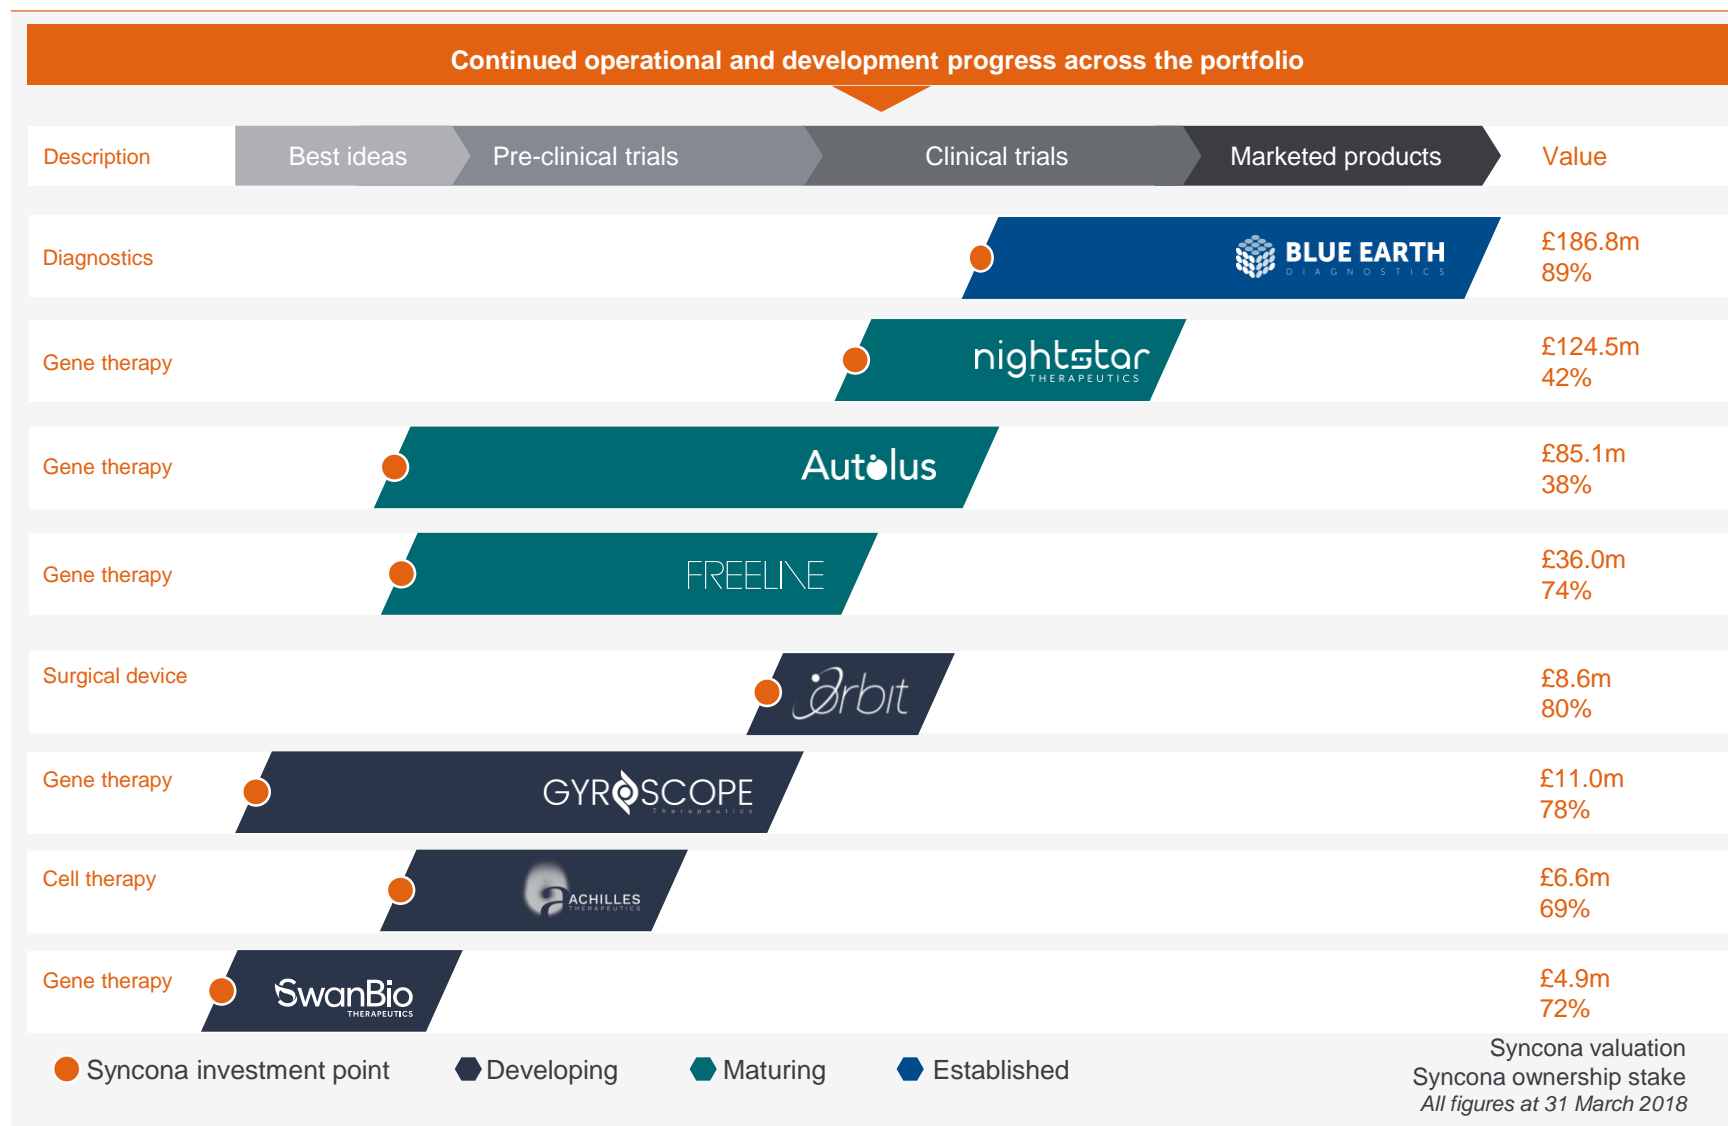 Continued operational and development progress across the portfolio
Description
Best ideas
Pre-clinical trials
Clinical trials
Marketed products
Value
Diagnostics
BLUE EARTH
DIAGNOSTICS
£186.8m
89%
Gene therapy
nightstar
THERAPEUTICS
£124.5m
42%
Gene therapy
Autolus
£85.1m
38%
Gene therapy
FREELINE
£36.0m
74%
Surgical device
Orbit
£8.6m
80%
Gene therapy
GYROSCOPE
Therapeutics
£11.0m
78%
Cell therapy
ACHILLES
THERAPEUTICS
£6.6m
69%
Gene therapy
SwanBio
THERAPEUTICS
£4.9m
72%
Syncona investment point
Developing
Maturing
Established
Syncona valuation
Syncona ownership stake
All figures at 31 March 2018